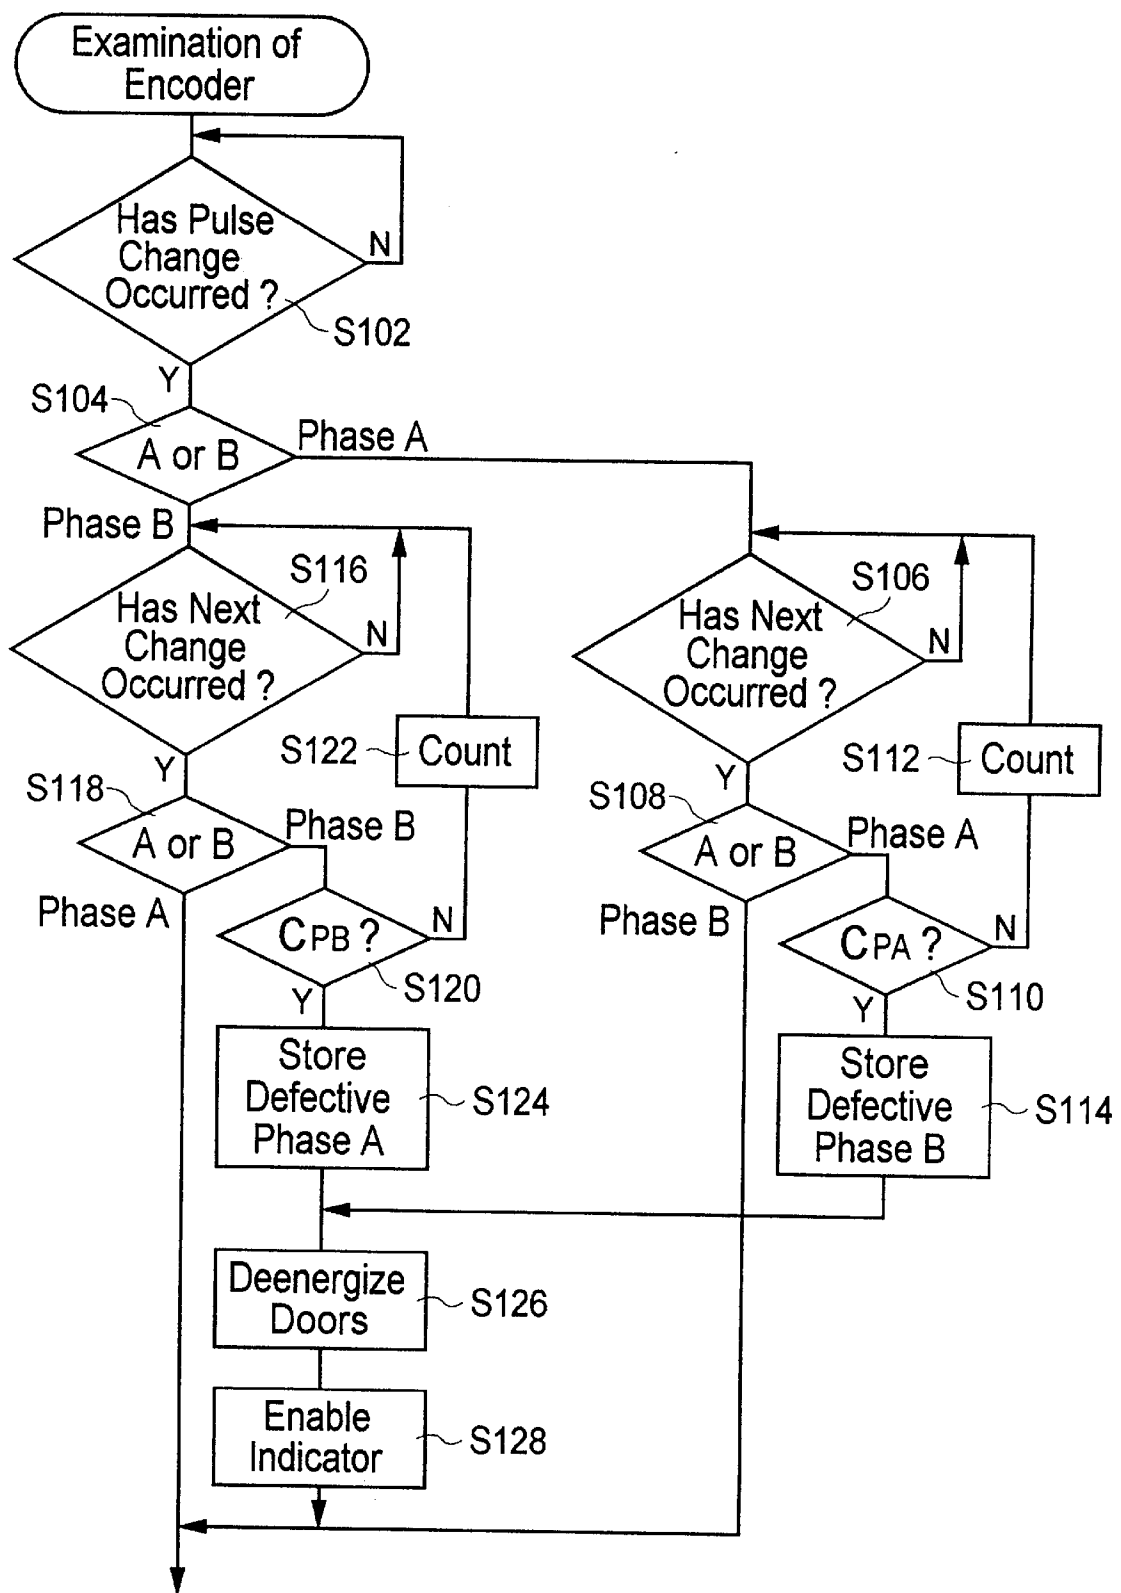 Examination of
Encoder
Has Pulse
Change
Occurred ?
N
S102
Y
S104
A or B
Phase A
Phase B
S116
Has Next
Change
Occurred ?
N
S106
Has Next
Change
Occurred ?
N
S122
Count
S112
Count
Y
S118
A or B
Phase B
Phase A
CPB ?
N
S120
Y
Y
S108
A or B
Phase A
Phase B
CPA ?
N
S110
Y
Store
Defective
Phase A
S124
Store
Defective
Phase B
S114
Deenergize
Doors
S126
Enable
Indicator
S128